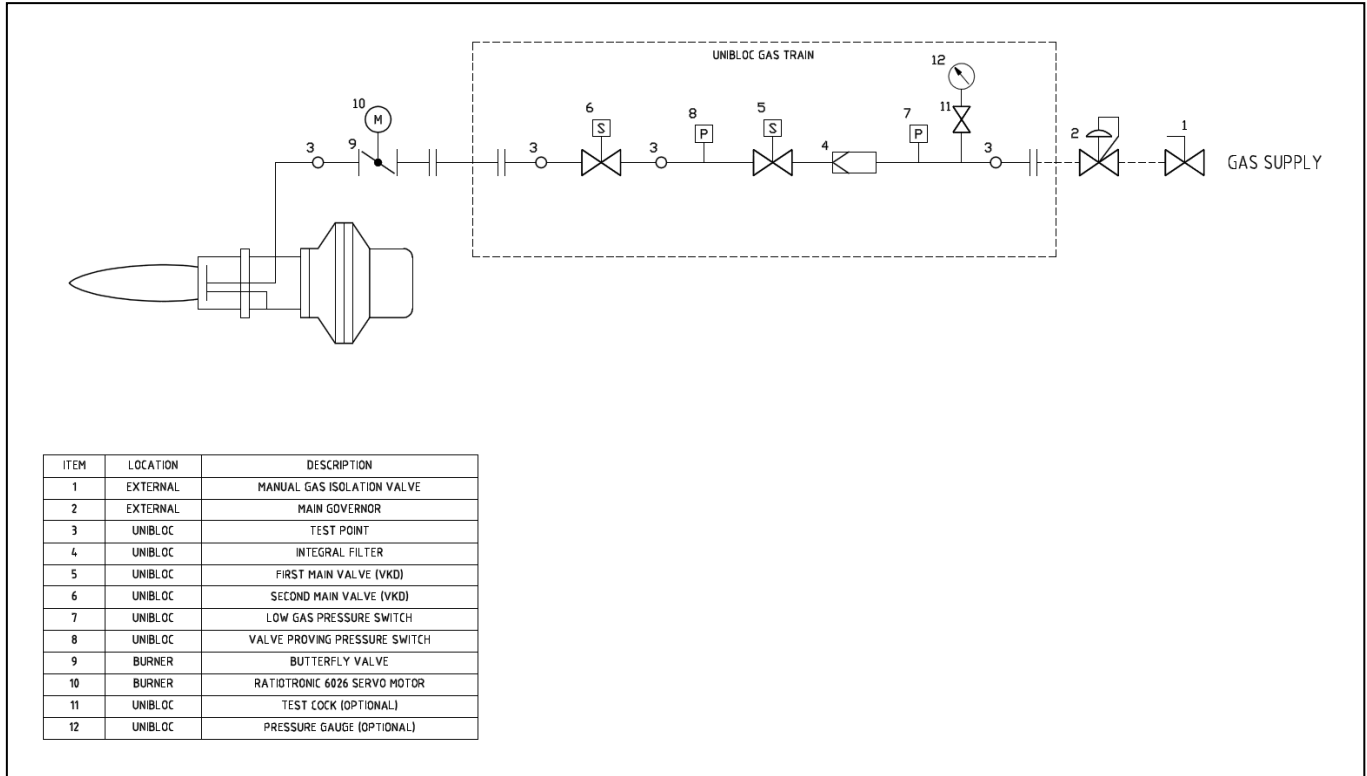 UNIBLOC GAS TRAIN
12
10
6
8
5
7
11
2
1
M
S
P
S
P
3
9
3
3
4
3
GAS SUPPLY
ITEM LOCATION DESCRIPTION
1 EXTERNAL MANUAL GAS ISOLATION VALVE
2 EXTERNAL MAIN GOVERNOR
3 UNIBLOC TEST POINT
4 UNIBLOC INTEGRAL FILTER
5 UNIBLOC FIRST MAIN VALVE (VKD)
6 UNIBLOC SECOND MAIN VALVE (VKD)
7 UNIBLOC LOW GAS PRESSURE SWITCH
8 UNIBLOC VALVE PROVING PRESSURE SWITCH
9 BURNER BUTTERFLY VALVE
10 BURNER RATIOTRONIC 6026 SERVO MOTOR
11 UNIBLOC TEST COCK (OPTIONAL)
12 UNIBLOC PRESSURE GAUGE (OPTIONAL)